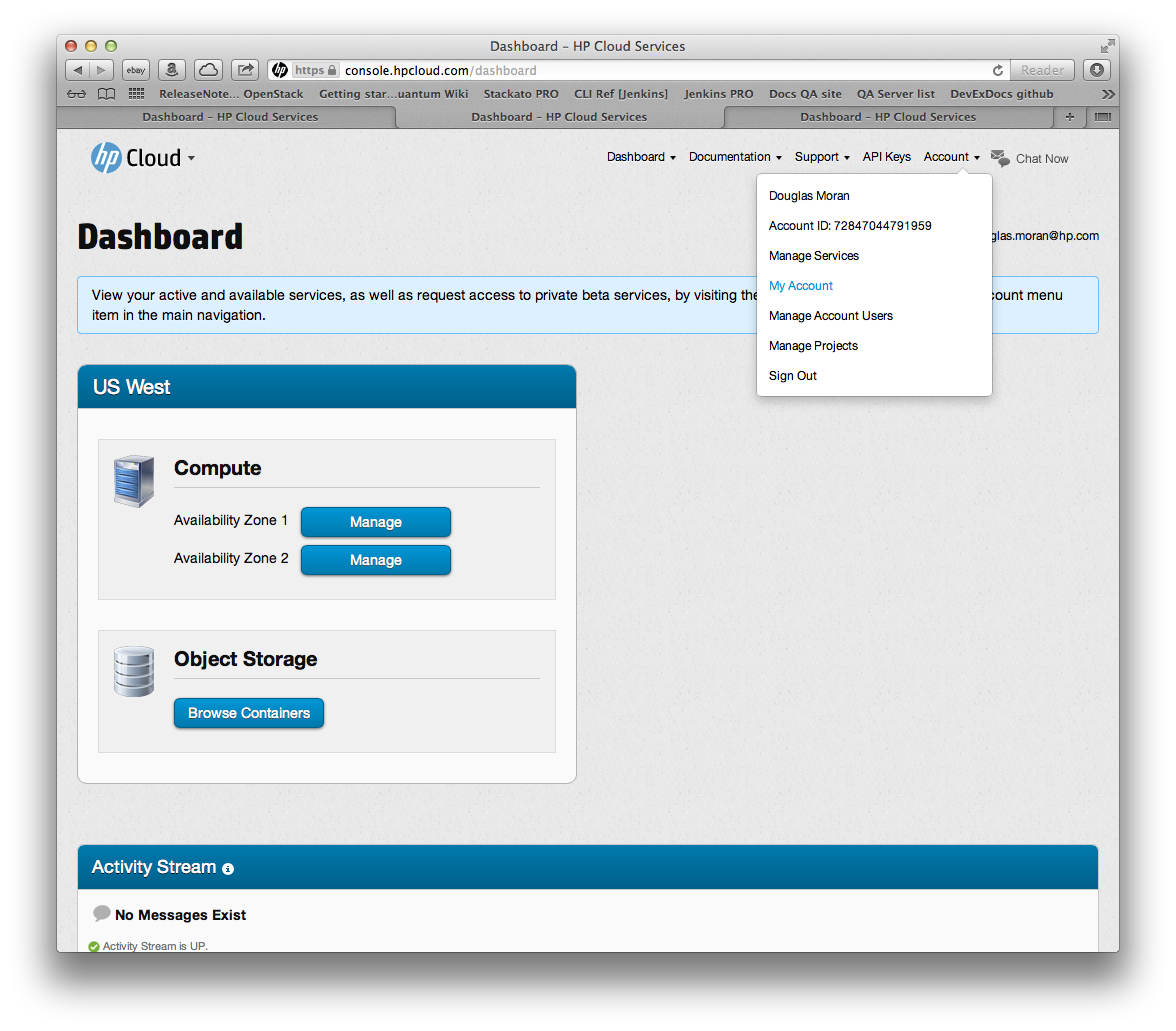 Dashboard – HP Cloud Services
ebay
hp https console.hpcloud.com/dashboard Reader
ReleaseNote... OpenStack Getting star...uantum Wiki Stackato PRO CLI Ref [Jenkins] Jenkins PRO Docs QA site QA Server list DevExDocs github
Dashboard – HP Cloud Services Dashboard – HP Cloud Services Dashboard – HP Cloud Services
hp Cloud Dashboard Documentation Support API Keys Account Chat Now
Douglas Moran
Account ID: 72847044791959
Manage Services
My Account
Manage Account Users
Manage Projects
Sign Out
Dashboard
glas.moran@hp.com
View your active and available services, as well as request access to private beta services, by visiting the count menu
item in the main navigation.
US West
Compute
Availability Zone 1 Manage
Availability Zone 2 Manage
Object Storage
Browse Containers
Activity Stream
No Messages Exist
Activity Stream is UP.